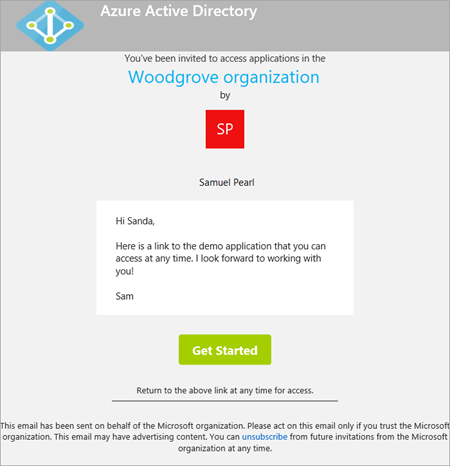 Azure Active Directory
You've been invited to access applications in the
Woodgrove organization
by
SP
Samuel Pearl
Hi Sanda,
Here is a link to the demo application that you can
access at any time. I look forward to working with
you!
Sam
Get Started
Return to the above link at any time for access.
This email has been sent on behalf of the Microsoft organization. Please act on this email only if you trust the Microsoft
organization. This email may have advertising content. You can unsubscribe from future invitations from the Microsoft
organization at any time.